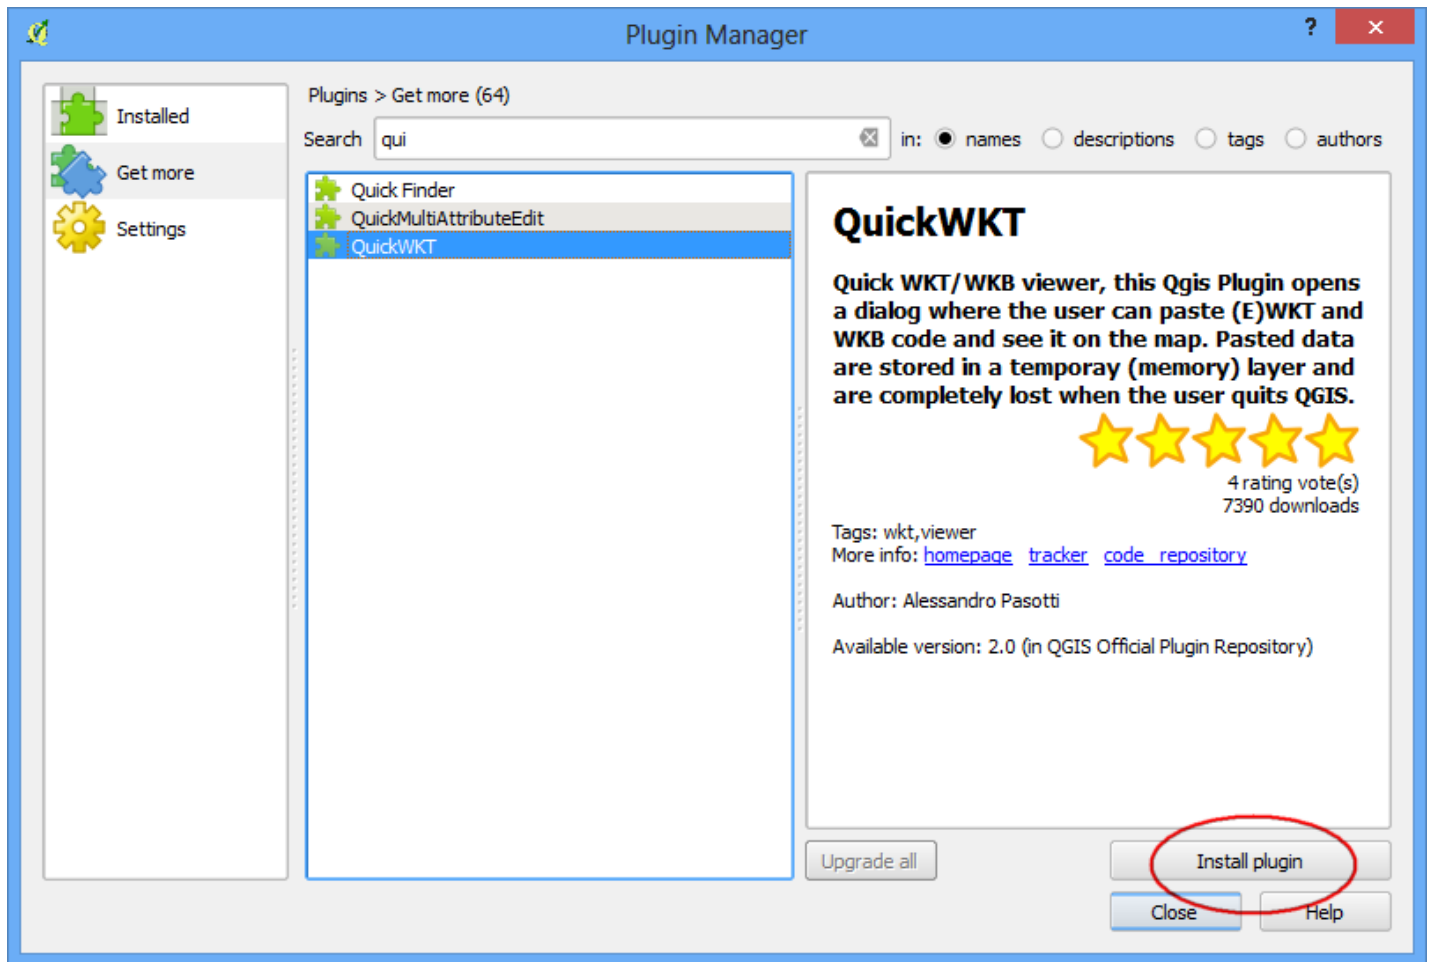 Plugin Manager
?
Installed
Get more
Settings
Plugins > Get more (64)
Search qui in: names descriptions tags authors
Quick Finder
QuickMultiAttributeEdit
QuickWKT
QuickWKT
Quick WKT/WKB viewer, this Qgis Plugin opens
a dialog where the user can paste (E)WKT and
WKB code and see it on the map. Pasted data
are stored in a temporay (memory) layer and
are completely lost when the user quits QGIS.
4 rating vote(s)
7390 downloads
Tags: wkt,viewer
More info: homepage tracker code repository
Author: Alessandro Pasotti
Available version: 2.0 (in QGIS Official Plugin Repository)
Upgrade all Install plugin
Close Help